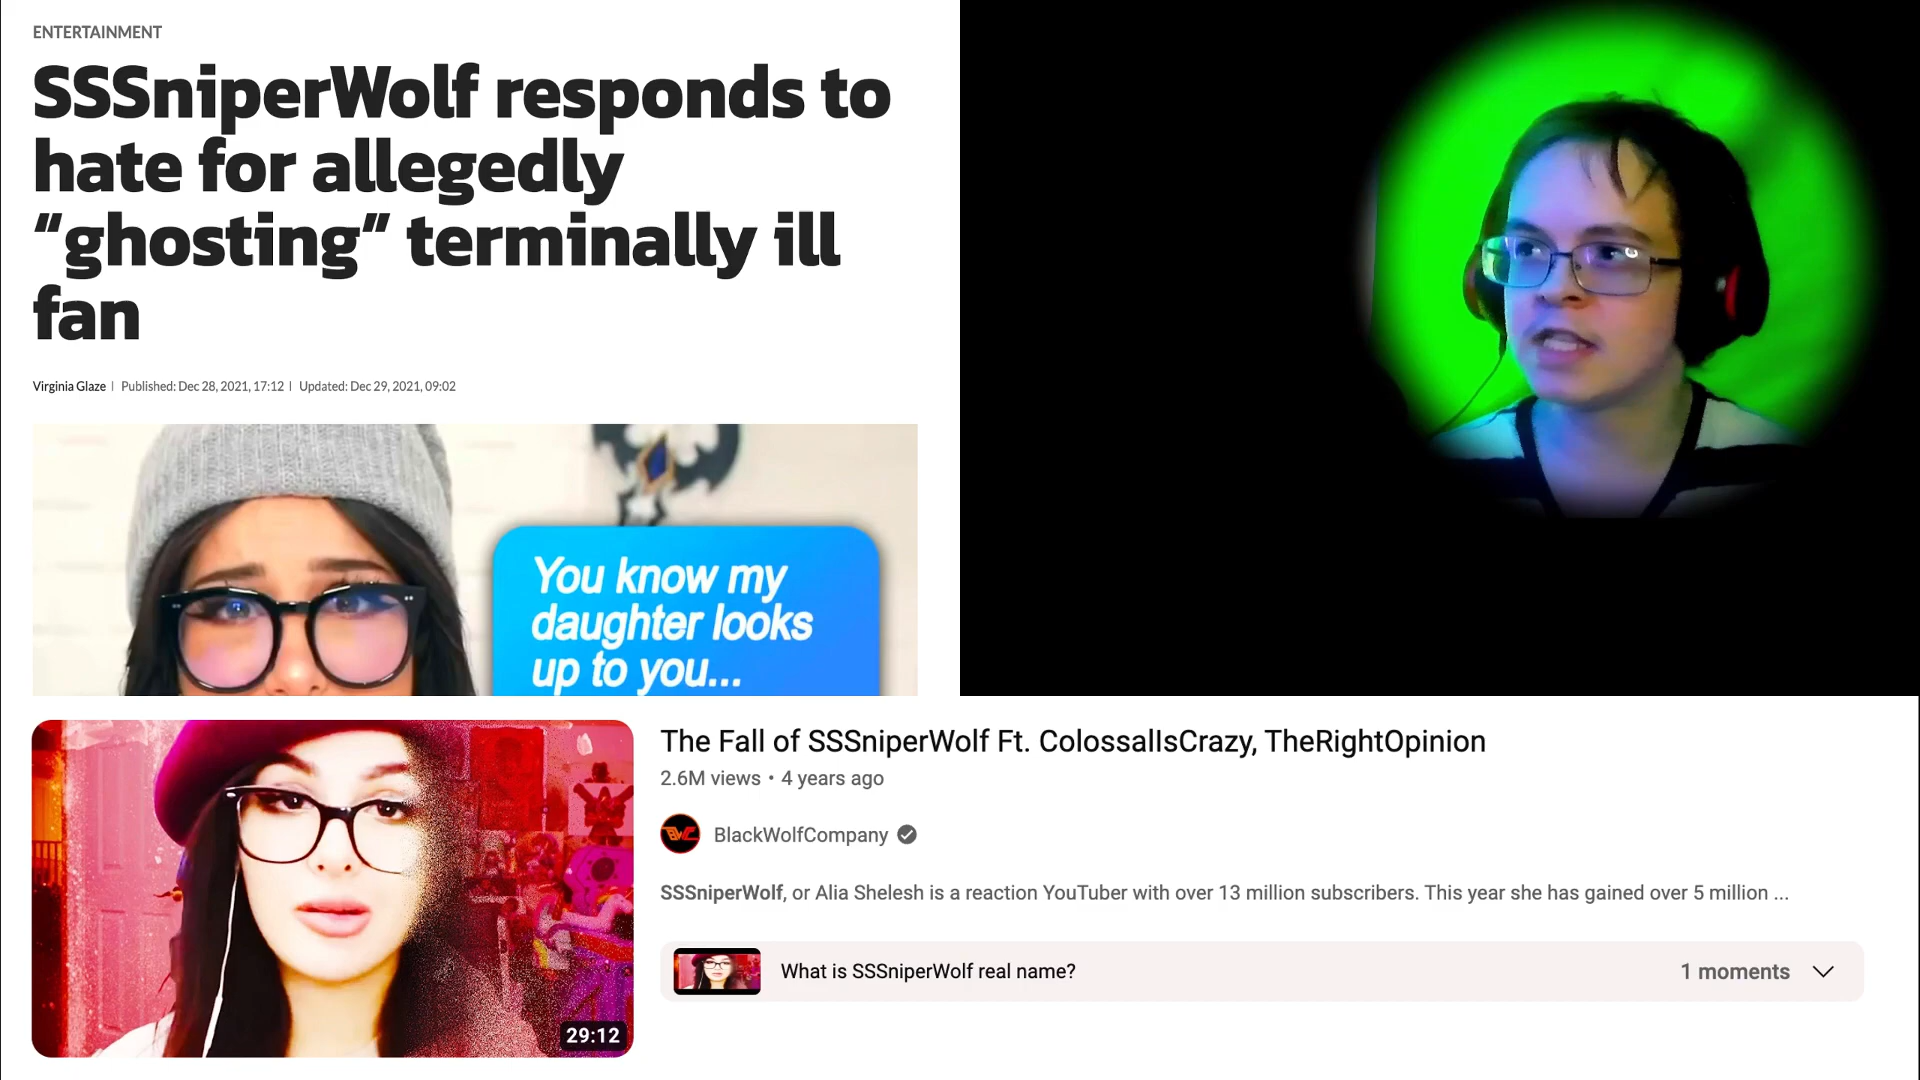 ENTERTAINMENT
SSSniperWolf responds to
hate for allegedly
“ghosting” terminally ill
fan
Virginia Glaze | Published: Dec 28, 2021, 17:12 | Updated: Dec 29, 2021, 09:02
You know my
daughter looks
up to you...
The Fall of SSSniperWolf Ft. ColossalIsCrazy, TheRightOpinion
2.6M views • 4 years ago
BWC
BlackWolfCompany
SSSniperWolf, or Alia Shelesh is a reaction YouTuber with over 13 million subscribers. This year she has gained over 5 million ...
What is SSSniperWolf real name?
1 moments
29:12